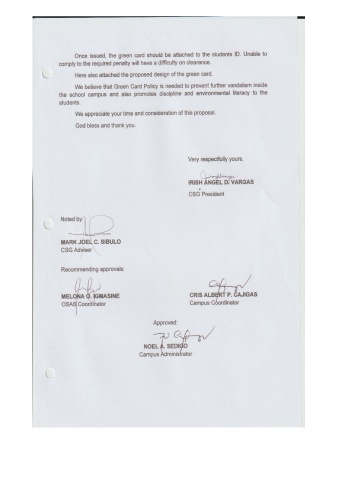 Once issued, the green card should be attached to the students ID. Unable to
comply to the required penalty will have a difficulty on clearance.
Here also attached the proposed design of the green card.
We believe that Green Card Policy is needed to prevent further vandalism inside
the school campus and also promotes discipline and environmental literacy to the
students.
We appreciate your time and consideration of this proposal.
God bless and thank you.
Very respectfully yours,
IRISH ANGEL D. VARGAS
CSG President
Noted by:
MARK JOEL C. SIBULO
CSG Adviser
Recommending approvals:
MELONA O. IGMASINE
OSAS Coordinator
CRIS ALBERT P. CAJIGAS
Campus Coordinator
Approved:
NOEL A. SEDIGO
Campus Administrator